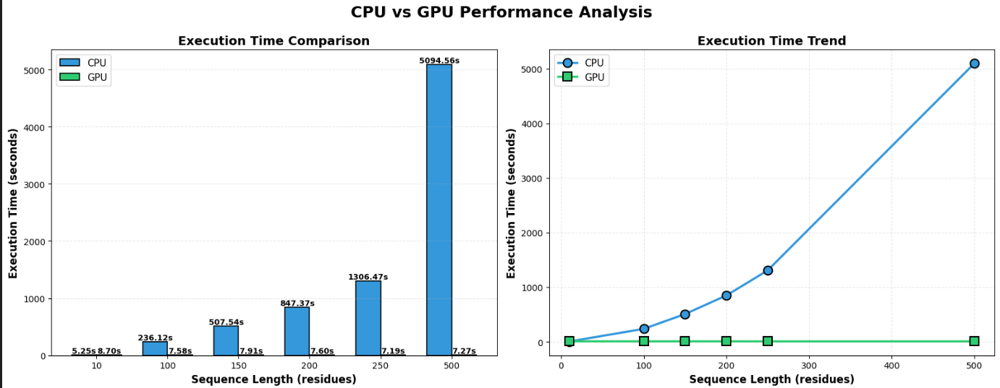 CPU vs GPU Performance Analysis
Execution Time Comparison
CPU
GPU
Execution Time (seconds)
5000
4000
3000
2000
1000
0
5.25s 8.70s
236.12s 7.58s
507.54s 7.91s
847.37s 7.60s
1306.47s 7.19s
5094.56s 7.27s
10 100 150 200 250 500
Sequence Length (residues)
Execution Time Trend
CPU
GPU
Execution Time (seconds)
5000
4000
3000
2000
1000
0
0 100 200 300 400 500
Sequence Length (residues)